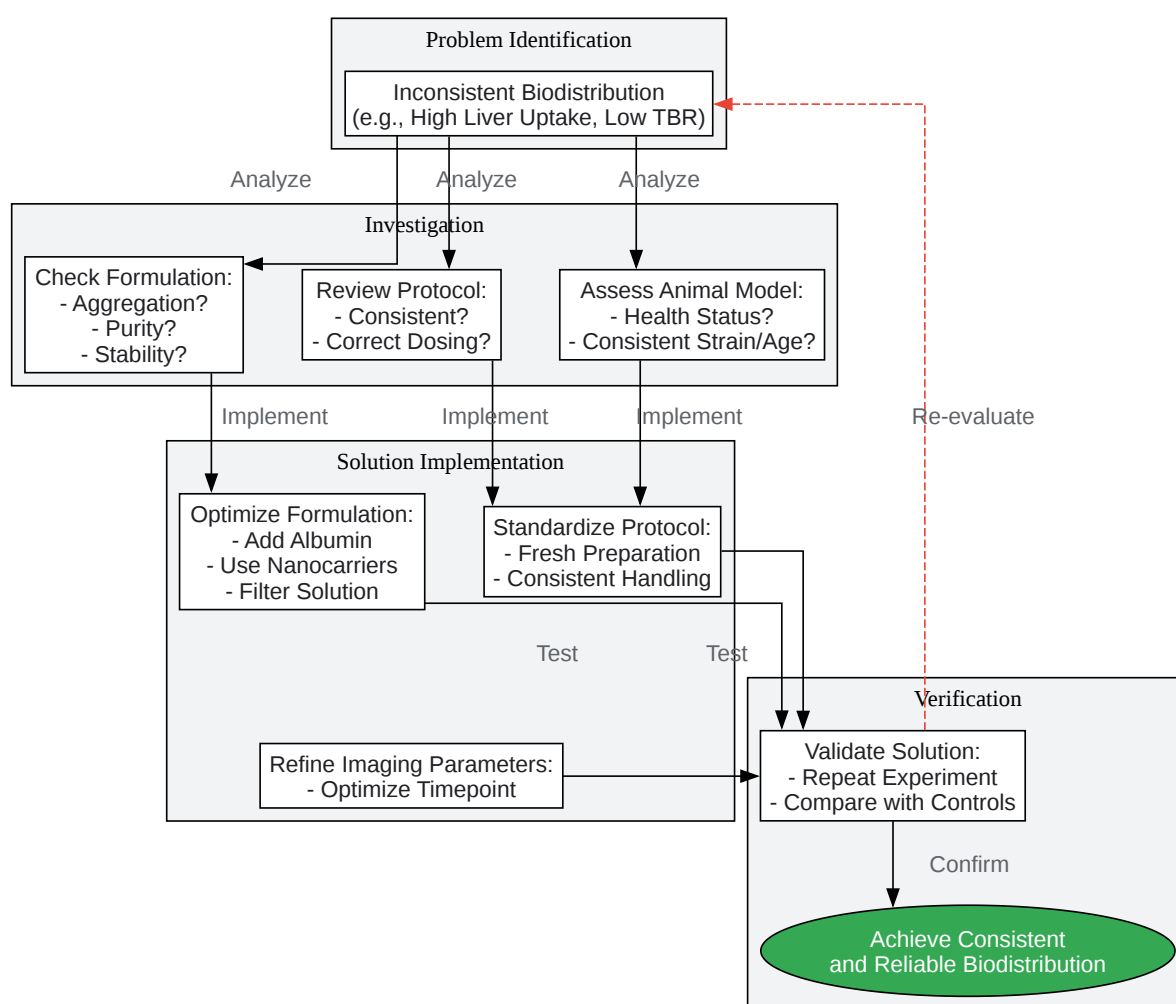 Problem Identification
Inconsistent Biodistribution
(e.g., High Liver Uptake, Low TBR)
Analyze
Analyze
Analyze
Investigation
Check Formulation:
- Aggregation?
- Purity?
- Stability?
Review Protocol:
- Consistent?
- Correct Dosing?
Assess Animal Model:
- Health Status?
- Consistent Strain/Age?
Implement
Implement
Implement
Re-evaluate
Solution Implementation
Optimize Formulation:
- Add Albumin
- Use Nanocarriers
- Filter Solution
Standardize Protocol:
- Fresh Preparation
- Consistent Handling
Test
Test
Verification
Refine Imaging Parameters:
- Optimize Timepoint
Validate Solution:
- Repeat Experiment
- Compare with Controls
Confirm
Achieve Consistent
and Reliable Biodistribution